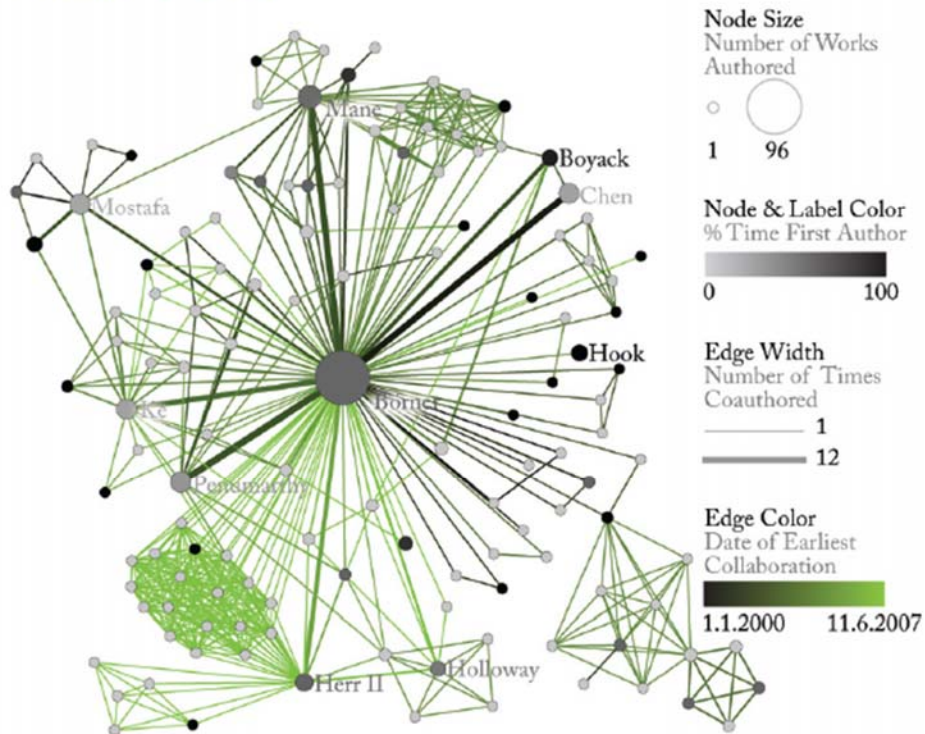 Node Size
Number of Works
Authored
1 96
Node & Label Color
% Time First Author
0 100
Edge Width
Number of Times
Coauthored
1
12
Edge Color
Date of Earliest
Collaboration
1.1.2000 11.6.2007
Mane
Boyack
Chen
Mostafa
Hook
Börner
Ke
Penumarthy
Herr II
Holloway